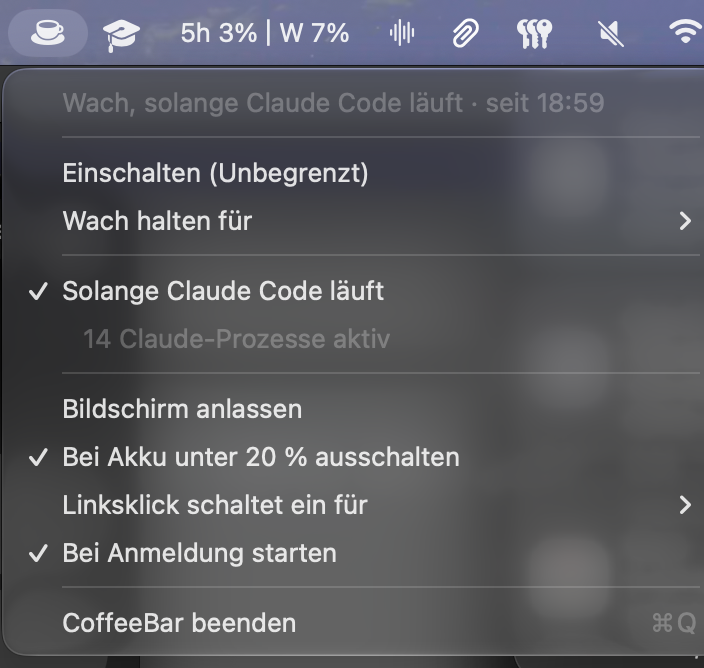 5h 3% | W 7%
Wach, solange Claude Code läuft · seit 18:59
Einschalten (Unbegrenzt)
Wach halten für
Solange Claude Code läuft
14 Claude-Prozesse aktiv
Bildschirm anlassen
Bei Akku unter 20 % ausschalten
Linksklick schaltet ein für
Bei Anmeldung starten
CoffeeBar beenden ⌘Q